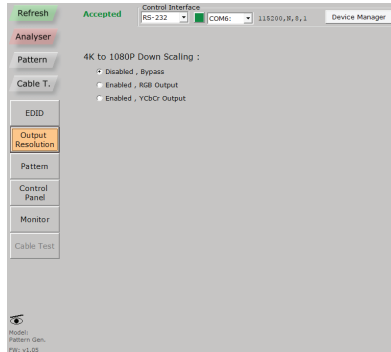 Refresh
Accepted
Control Interface
RS-232
COM6:
115200,N,8,1
Device Manager
Analyser
Pattern
Cable T.
4K to 1080P Down Scaling :
Disabled , Bypass
Enabled , RGB Output
Enabled , YCbCr Output
EDID
Output
Resolution
Pattern
Control
Panel
Monitor
Cable Test
Model:
Pattern Gen.
FW: v1.05